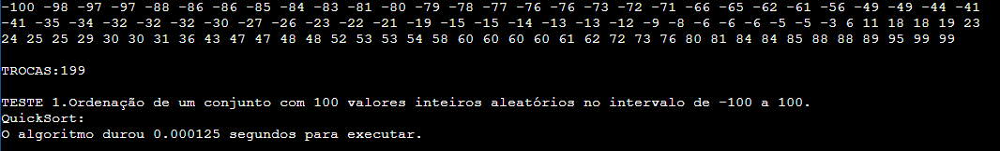 -100 -98 -97 -97 -88 -86 -86 -85 -84 -83 -81 -80 -79 -78 -77 -76 -76 -73 -72 -71 -66 -65 -62 -61 -56 -49 -49 -44 -41
-41 -35 -34 -32 -32 -32 -30 -27 -26 -23 -22 -21 -19 -15 -15 -14 -13 -13 -12 -9 -8 -6 -6 -6 -5 -5 -3 6 11 18 18 19 23
24 25 25 29 30 30 31 36 43 47 47 48 48 52 53 53 54 58 60 60 60 60 61 62 72 73 76 80 81 84 84 85 88 88 89 95 99 99
TROCAS:199
TESTE 1.Ordenação de um conjunto com 100 valores inteiros aleatórios no intervalo de -100 a 100.
QuickSort:
O algoritmo durou 0.000125 segundos para executar.